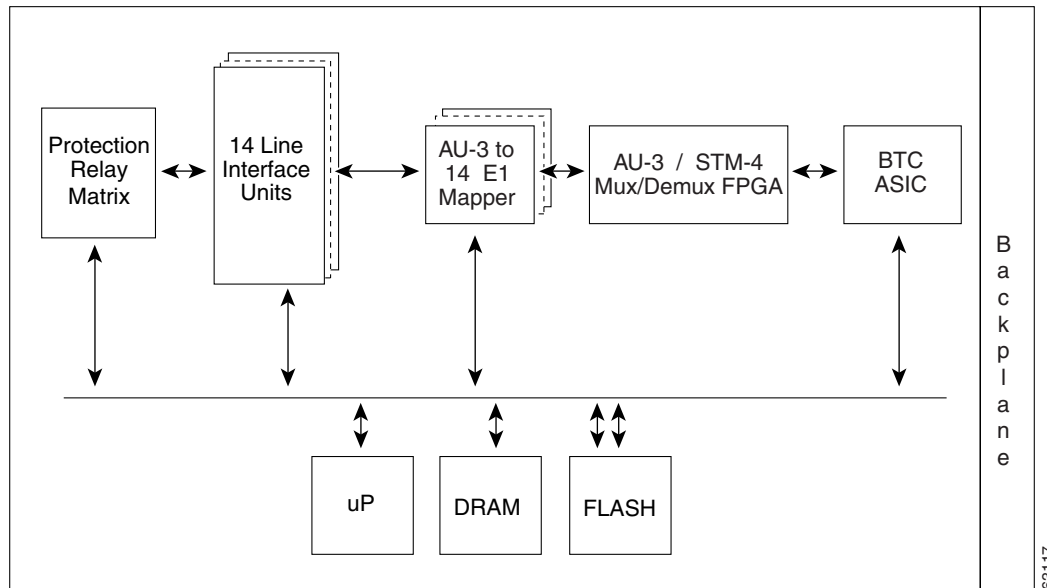 Protection
Relay
Matrix
14 Line
Interface
Units
AU-3 to
14 E1
Mapper
AU-3 / STM-4
Mux/Demux FPGA
BTC
ASIC
Backplane
uP
DRAM
FLASH